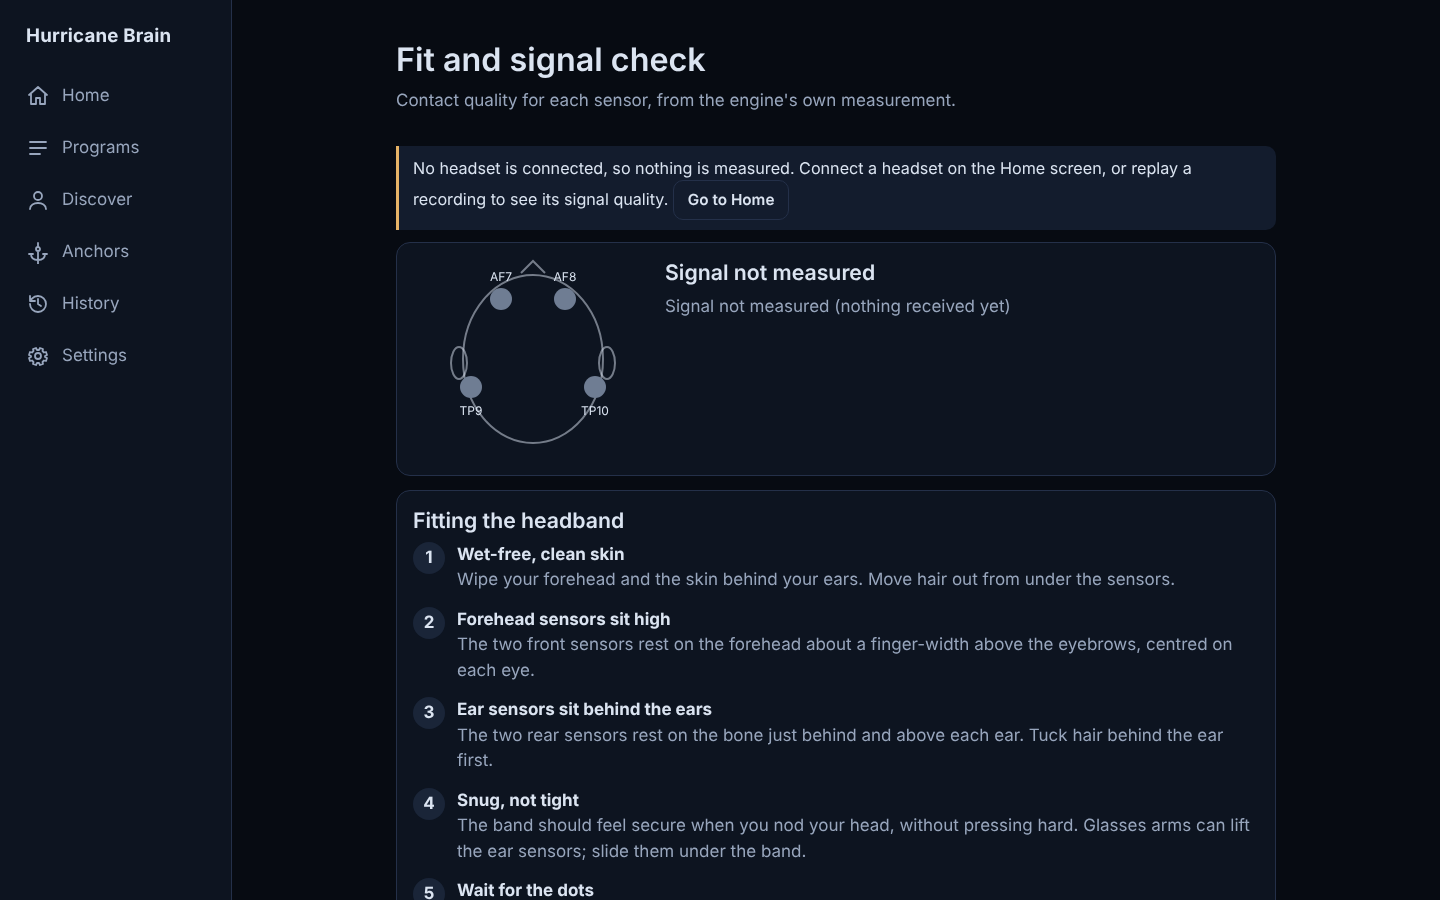 Hurricane Brain
Home
Programs
Discover
Anchors
History
Settings
Fit and signal check
Contact quality for each sensor, from the engine's own measurement.
No headset is connected, so nothing is measured. Connect a headset on the Home screen, or replay a
recording to see its signal quality. Go to Home
AF7 AF8
TP9 TP10
Signal not measured
Signal not measured (nothing received yet)
Fitting the headband
1 Wet-free, clean skin
Wipe your forehead and the skin behind your ears. Move hair out from under the sensors.
2 Forehead sensors sit high
The two front sensors rest on the forehead about a finger-width above the eyebrows, centred on
each eye.
3 Ear sensors sit behind the ears
The two rear sensors rest on the bone just behind and above each ear. Tuck hair behind the ear
first.
4 Snug, not tight
The band should feel secure when you nod your head, without pressing hard. Glasses arms can lift
the ear sensors; slide them under the band.
5 Wait for the dots